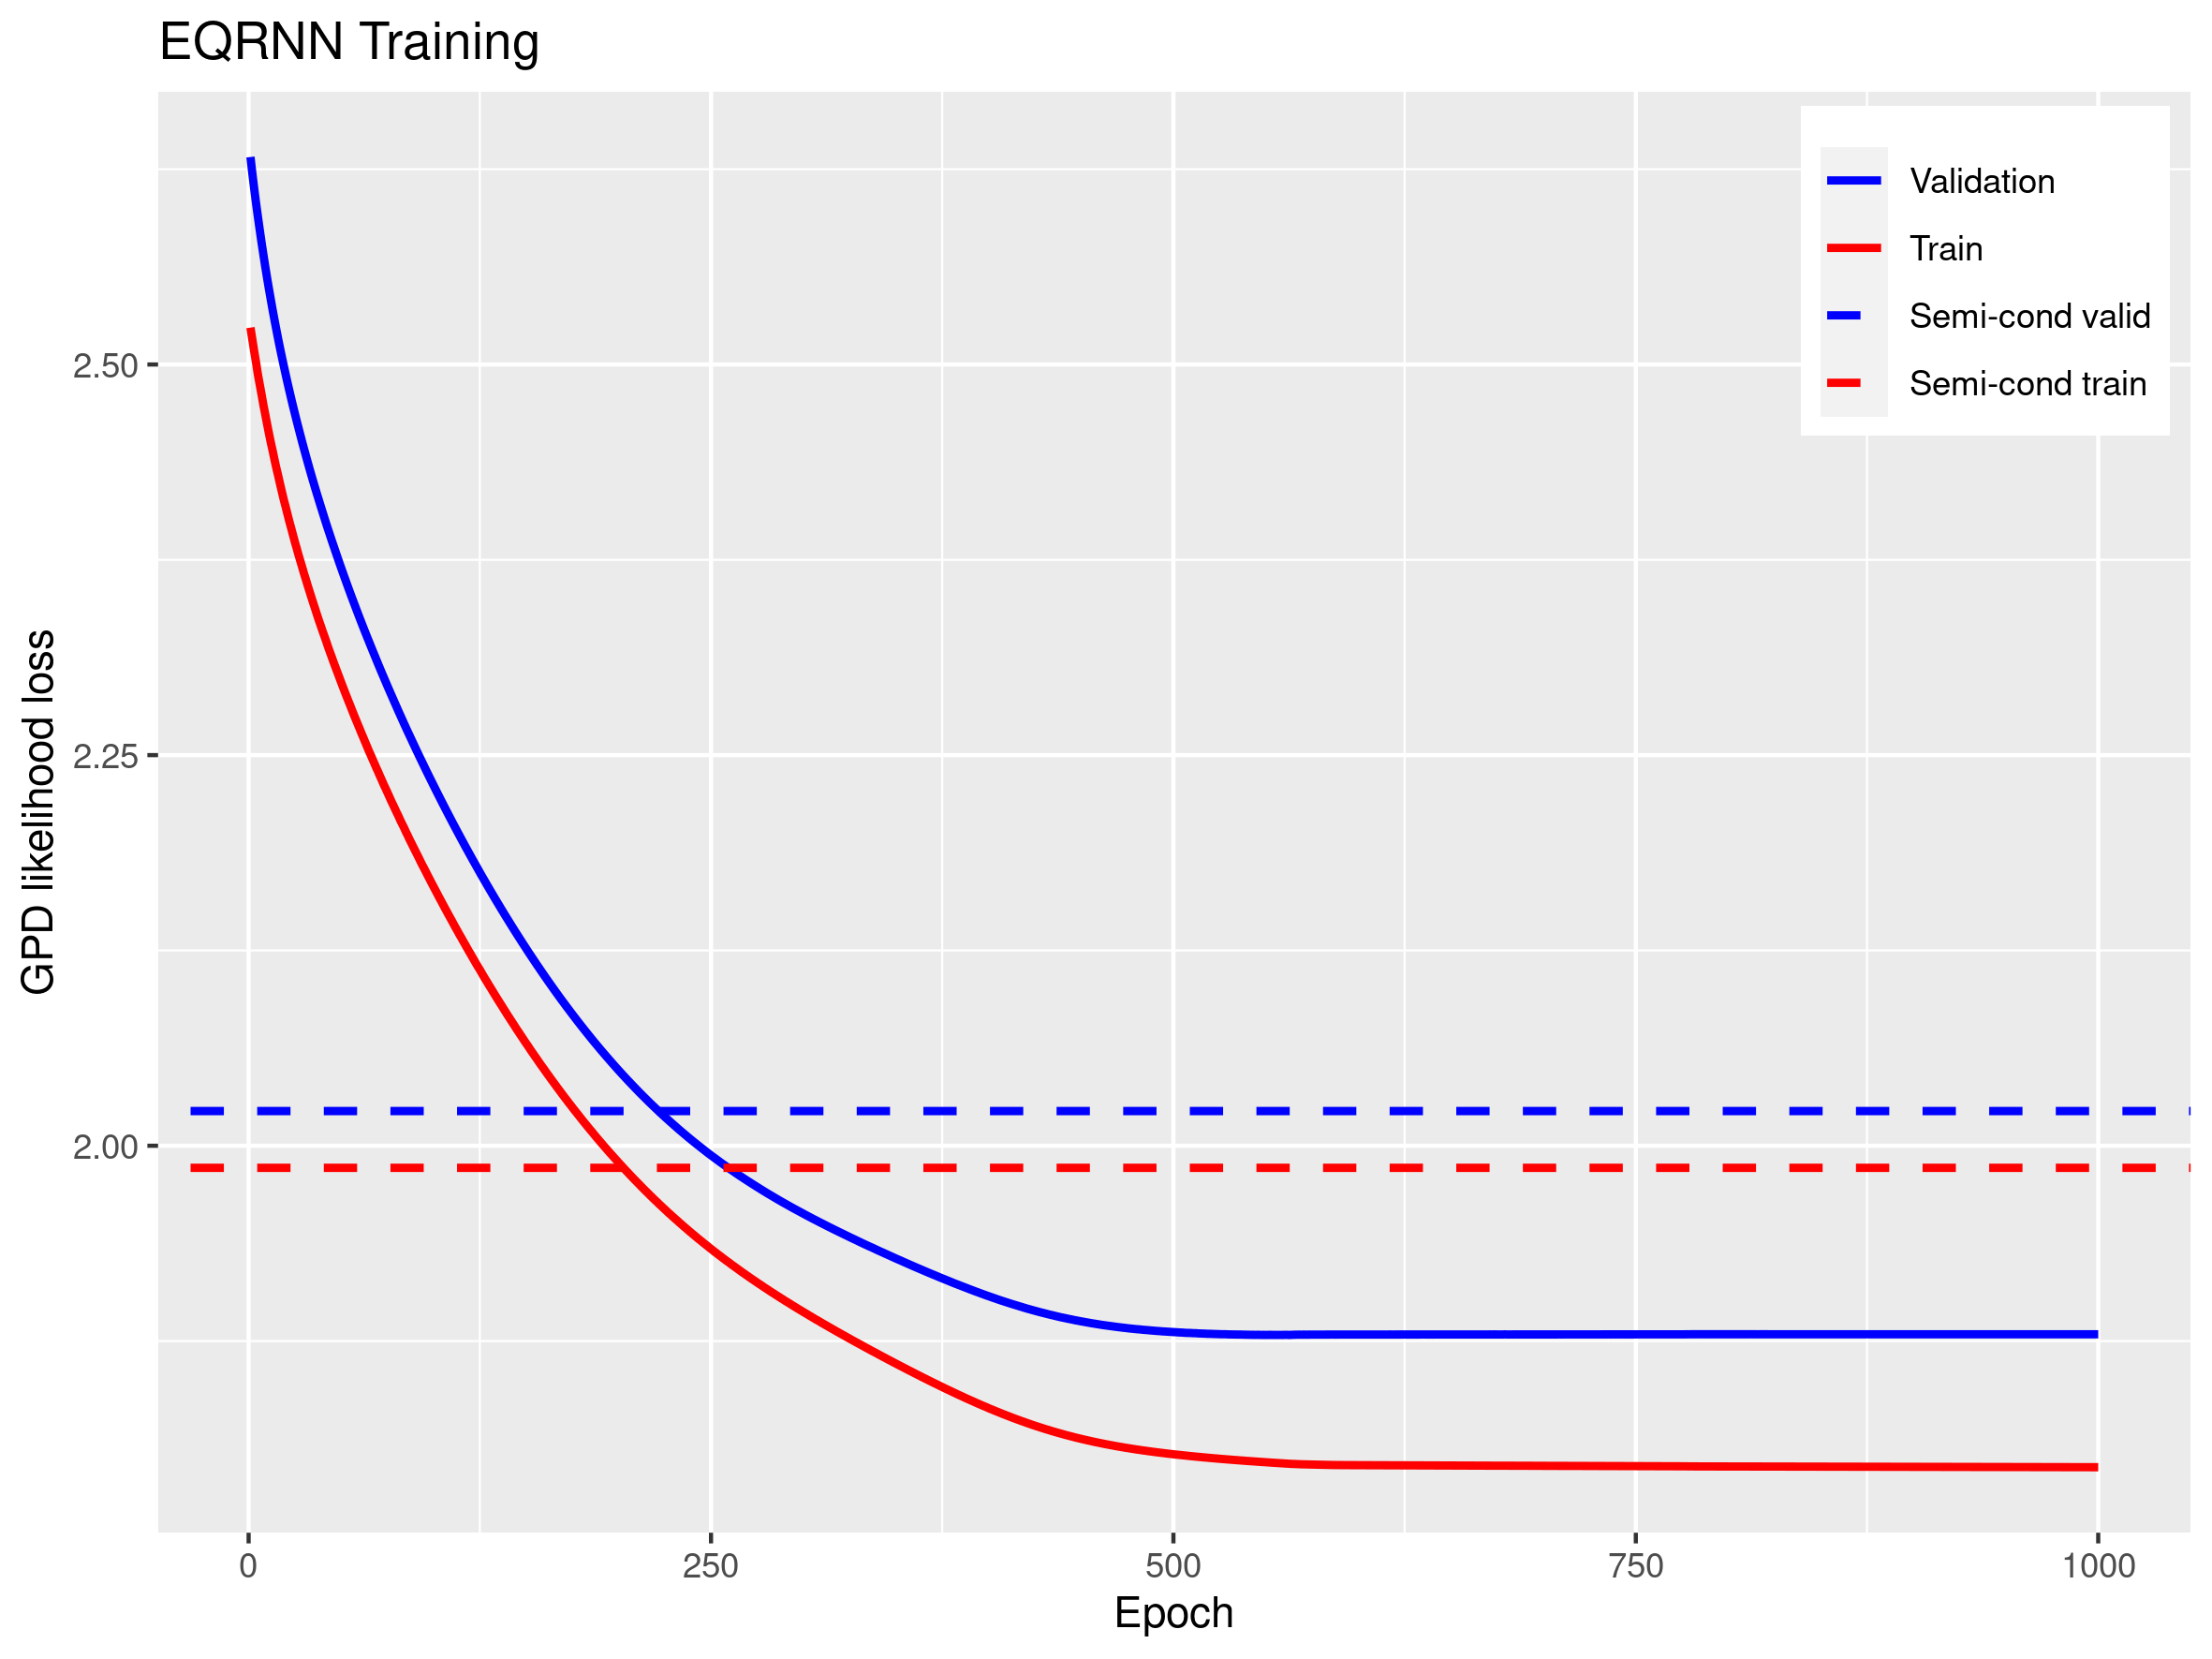 EQRNN Training
GPD likelihood loss
2.50
2.25
2.00
0
250
500
750
1000
Epoch
Validation
Train
Semi-cond valid
Semi-cond train